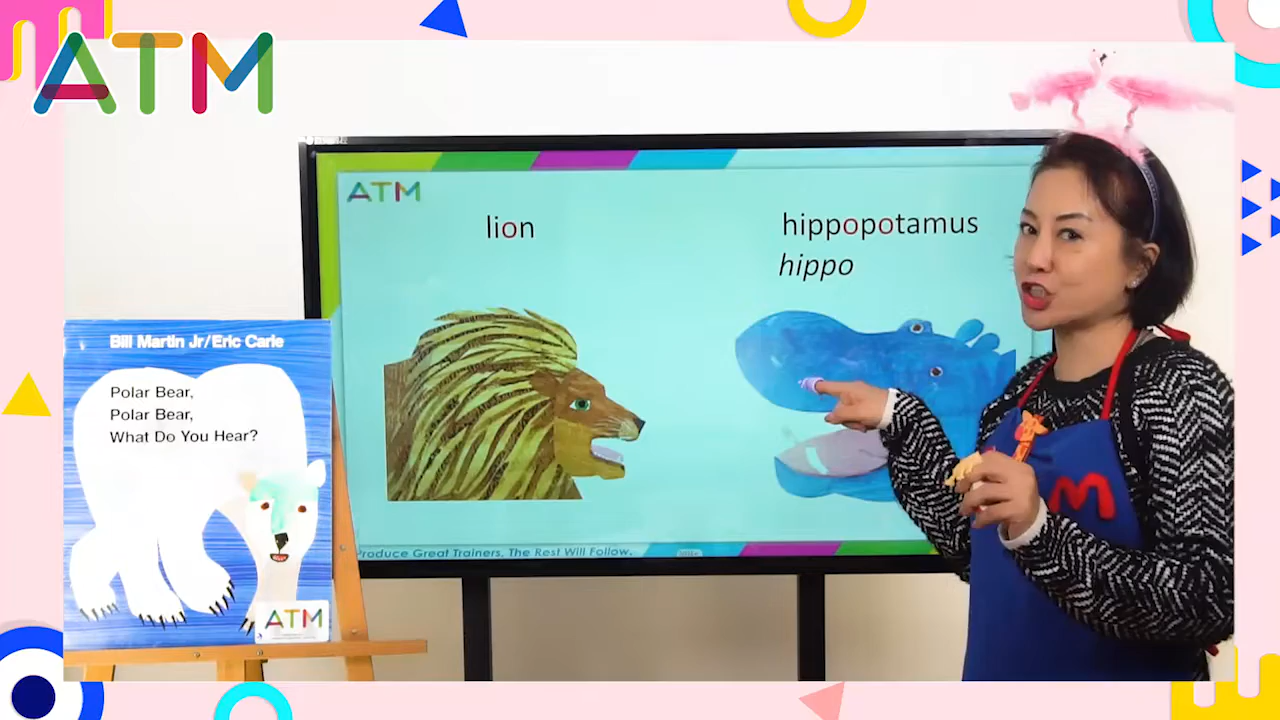 ATM
ATM
lion
hippopotamus
hippo
Bill Martin Jr/Eric Carle
Polar Bear,
Polar Bear,
What Do You Hear?
ATM
M
Produce Great Trainers, The Rest Will Follow.